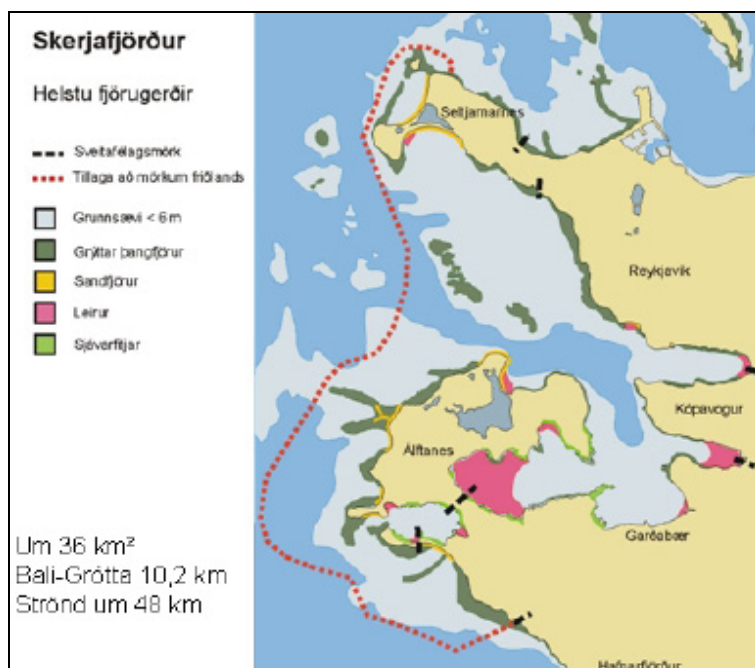 Skerjafjörður
Helstu fjörugerðir
Sveitafélagsmörk
Tillaga að mörkum friðlands
Grunnsævi < 6 m
Grýttar þangfjörur
Sandfjörur
Leirur
Sjávarfitjar
Um 36 km²
Bali-Grótta 10,2 km
Strönd um 48 km
Seltjarnarnes
Reykjavík
Kópavogur
Álftanes
Garðabær
Hafnarfjörður